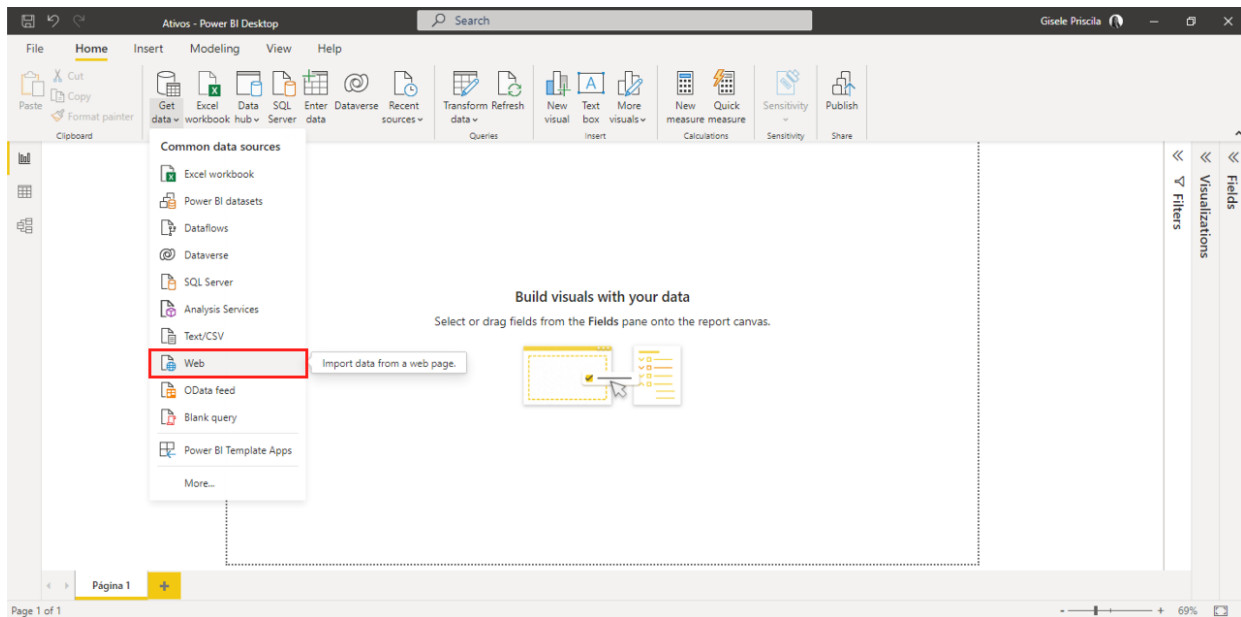 Ativos - Power BI Desktop
Search
Gisele Priscila
File Home Insert Modeling View Help
Paste
Cut
Copy
Format painter
Clipboard
Get data
Excel workbook
Data hub
SQL Server
Enter data
Dataverse
Recent sources
Transform data
Refresh
Queries
New visual
Text box
More visuals
Insert
New measure
Quick measure
Calculations
Sensitivity
Sensitivity
Publish
Share
Common data sources
Excel workbook
Power BI datasets
Dataflows
Dataverse
SQL Server
Analysis Services
Text/CSV
Web
Import data from a web page.
OData feed
Blank query
Power BI Template Apps
More...
Build visuals with your data
Select or drag fields from the Fields pane onto the report canvas.
Filters
Visualizations
Fields
Página 1
Page 1 of 1
69%